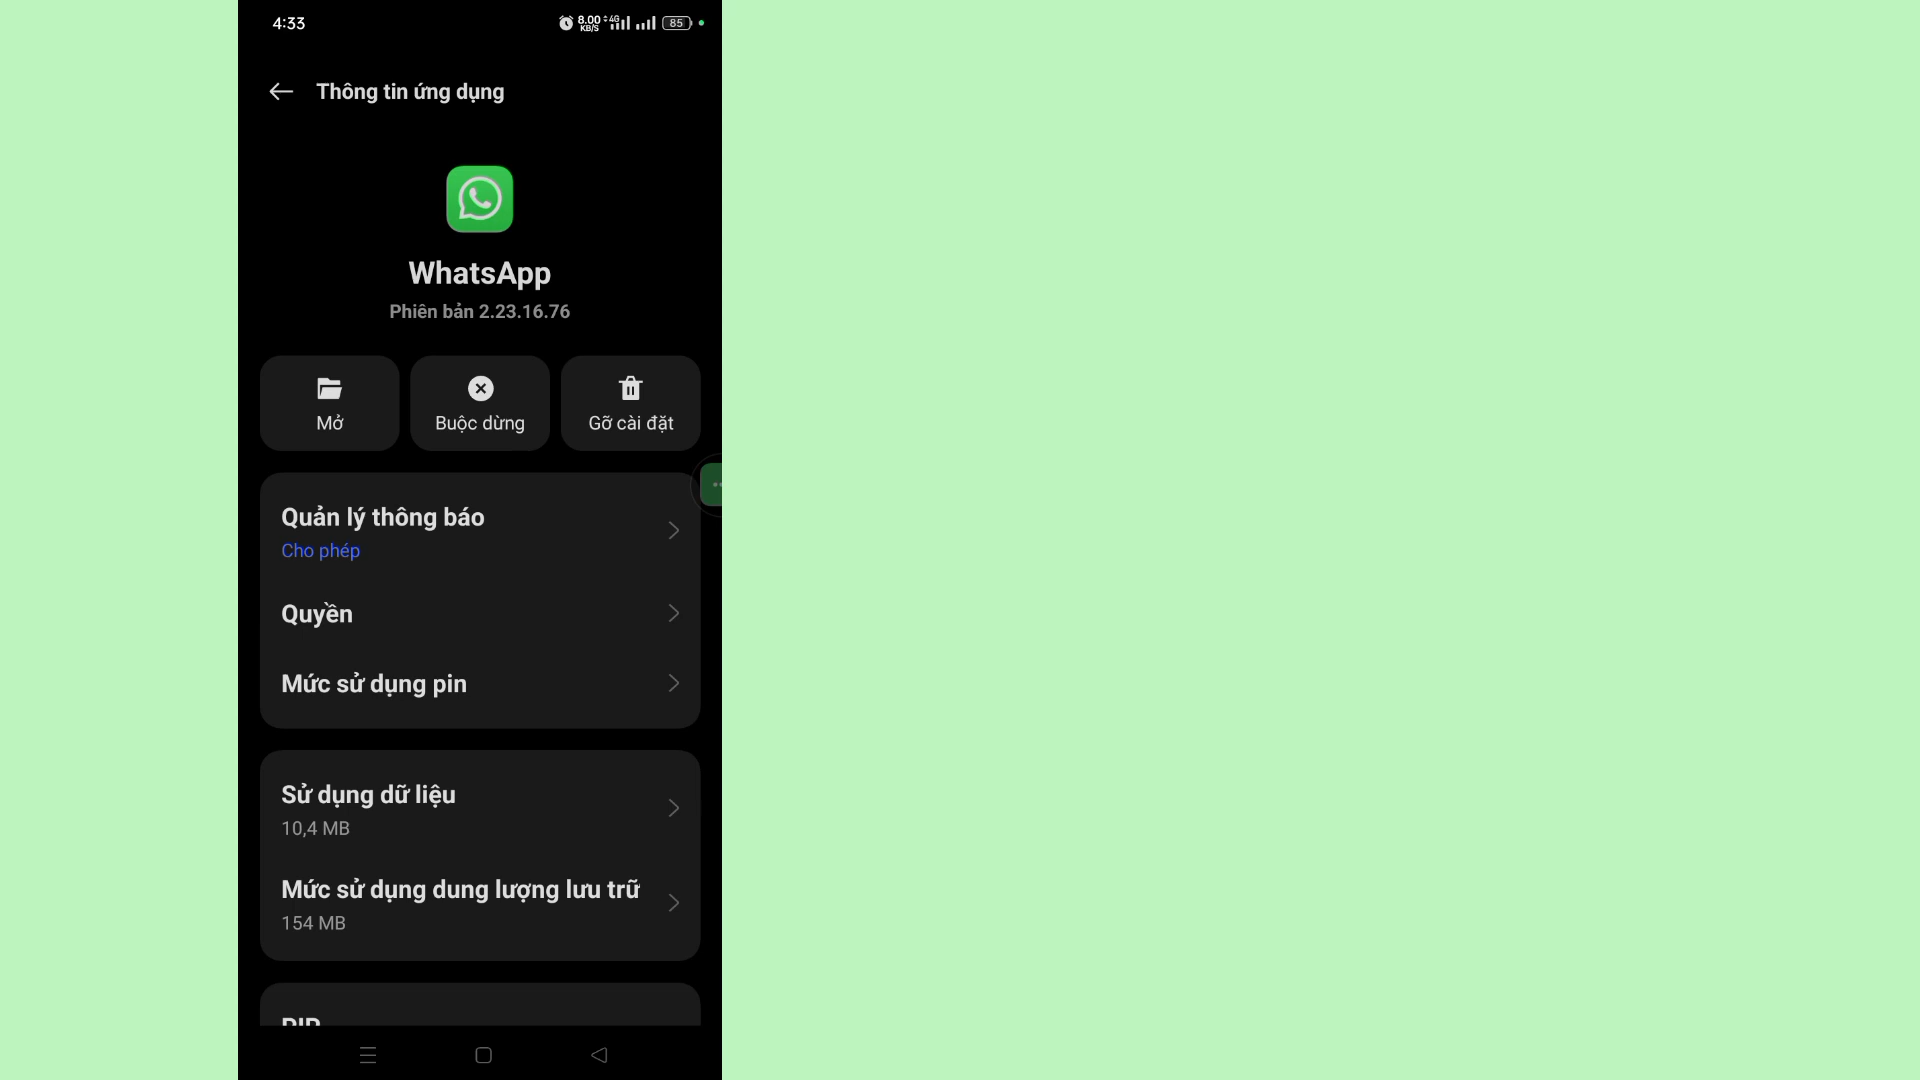 4:33
8.00 KB/S 4G 85
Thông tin ứng dụng
WhatsApp
Phiên bản 2.23.16.76
Mở
Buộc dừng
Gỡ cài đặt
Quản lý thông báo
Cho phép
Quyền
Mức sử dụng pin
Sử dụng dữ liệu
10,4 MB
Mức sử dụng dung lượng lưu trữ
154 MB
PIP